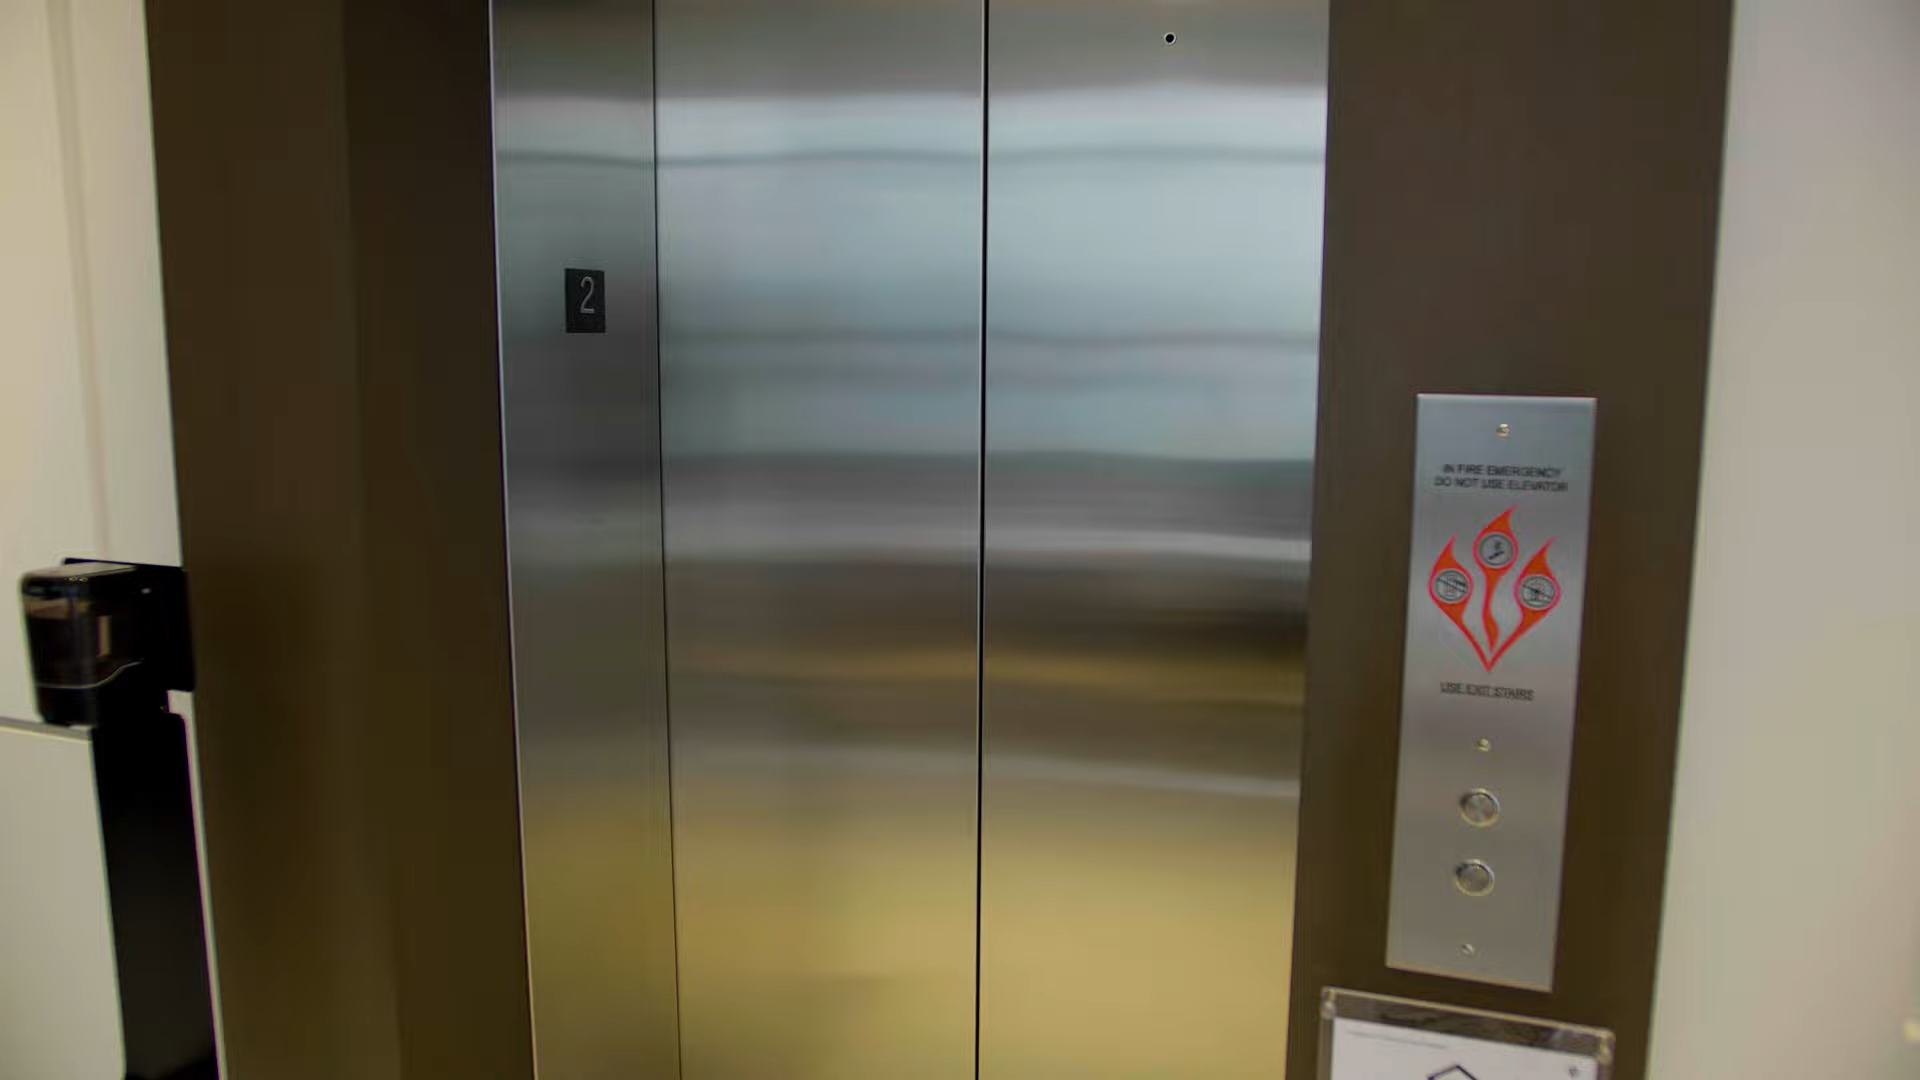 2
IN FIRE EMERGENCY
DO NOT USE ELEVATOR
USE EXIT STAIRS